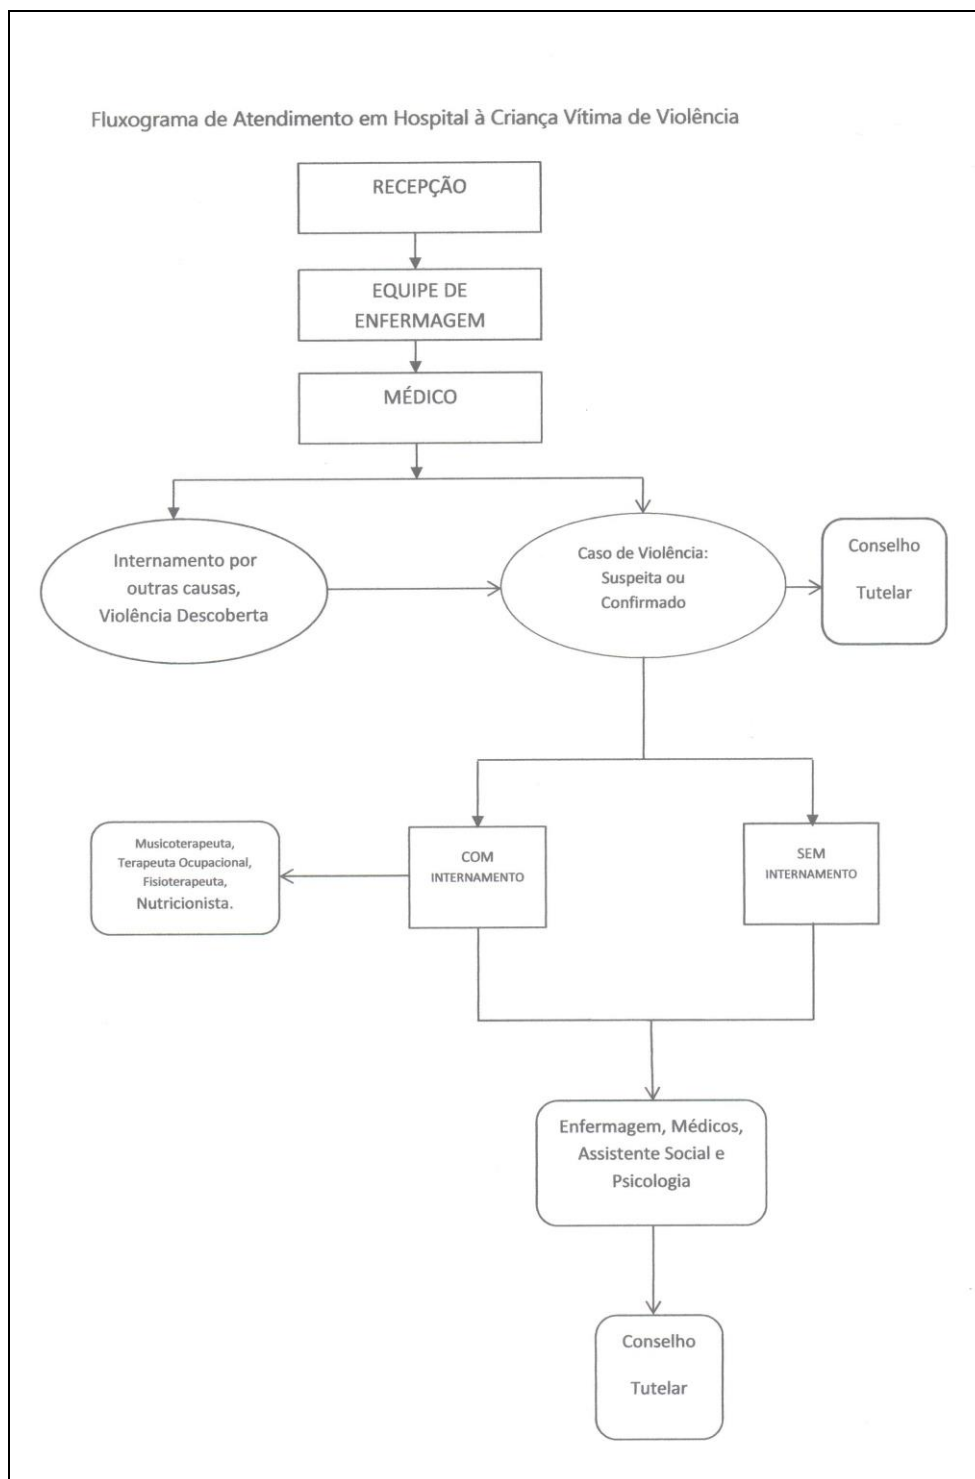 Fluxograma de Atendimento em Hospital à Criança Vítima de Violência
RECEPÇÃO
EQUIPE DE
ENFERMAGEM
MÉDICO
Internamento por
outras causas,
Violência Descoberta
Caso de Violência:
Suspeita ou
Confirmado
Conselho
Tutelar
Musicoterapeuta,
Terapeuta Ocupacional,
Fisioterapeuta,
Nutricionista.
COM
INTERNAMENTO
SEM
INTERNAMENTO
Enfermagem, Médicos,
Assistente Social e
Psicologia
Conselho
Tutelar